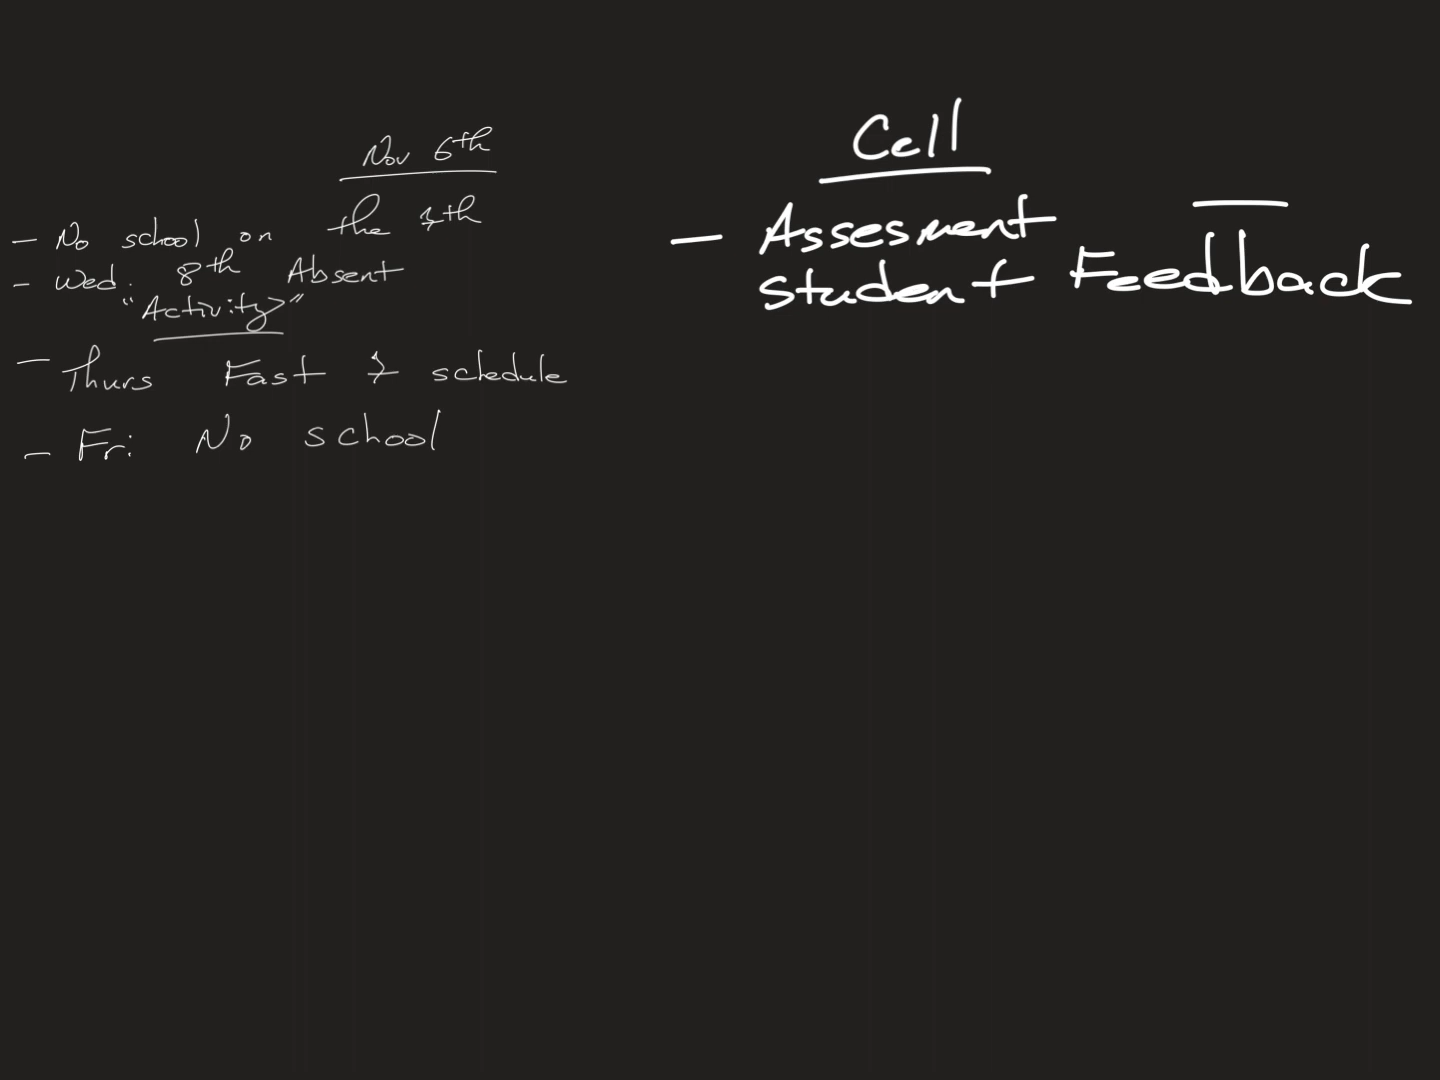 Nov 6th
- No school on the 7th
- Wed. 8th Absent
"Activity"
- Thurs Fast 7 schedule
- Fri: No school
Cell
- Assesment
student Feedback